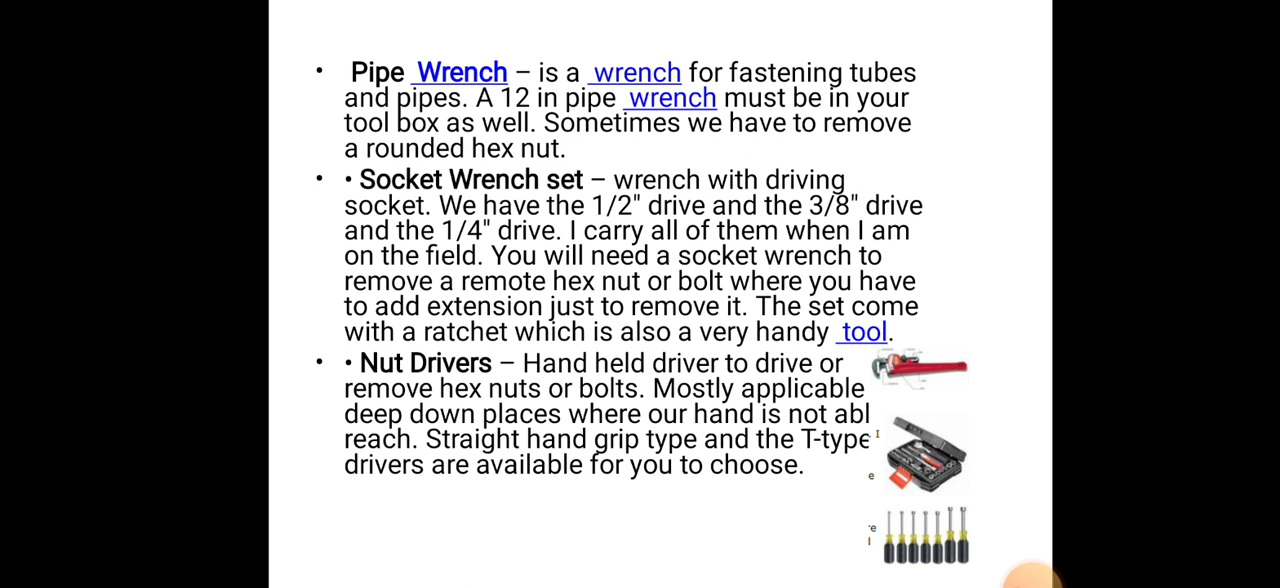 • Pipe Wrench – is a wrench for fastening tubes
and pipes. A 12 in pipe wrench must be in your
tool box as well. Sometimes we have to remove
a rounded hex nut.
• • Socket Wrench set – wrench with driving
socket. We have the 1/2" drive and the 3/8" drive
and the 1/4" drive. I carry all of them when I am
on the field. You will need a socket wrench to
remove a remote hex nut or bolt where you have
to add extension just to remove it. The set come
with a ratchet which is also a very handy tool.
• • Nut Drivers – Hand held driver to drive or
remove hex nuts or bolts. Mostly applicable
deep down places where our hand is not abl
reach. Straight hand grip type and the T-type
drivers are available for you to choose.